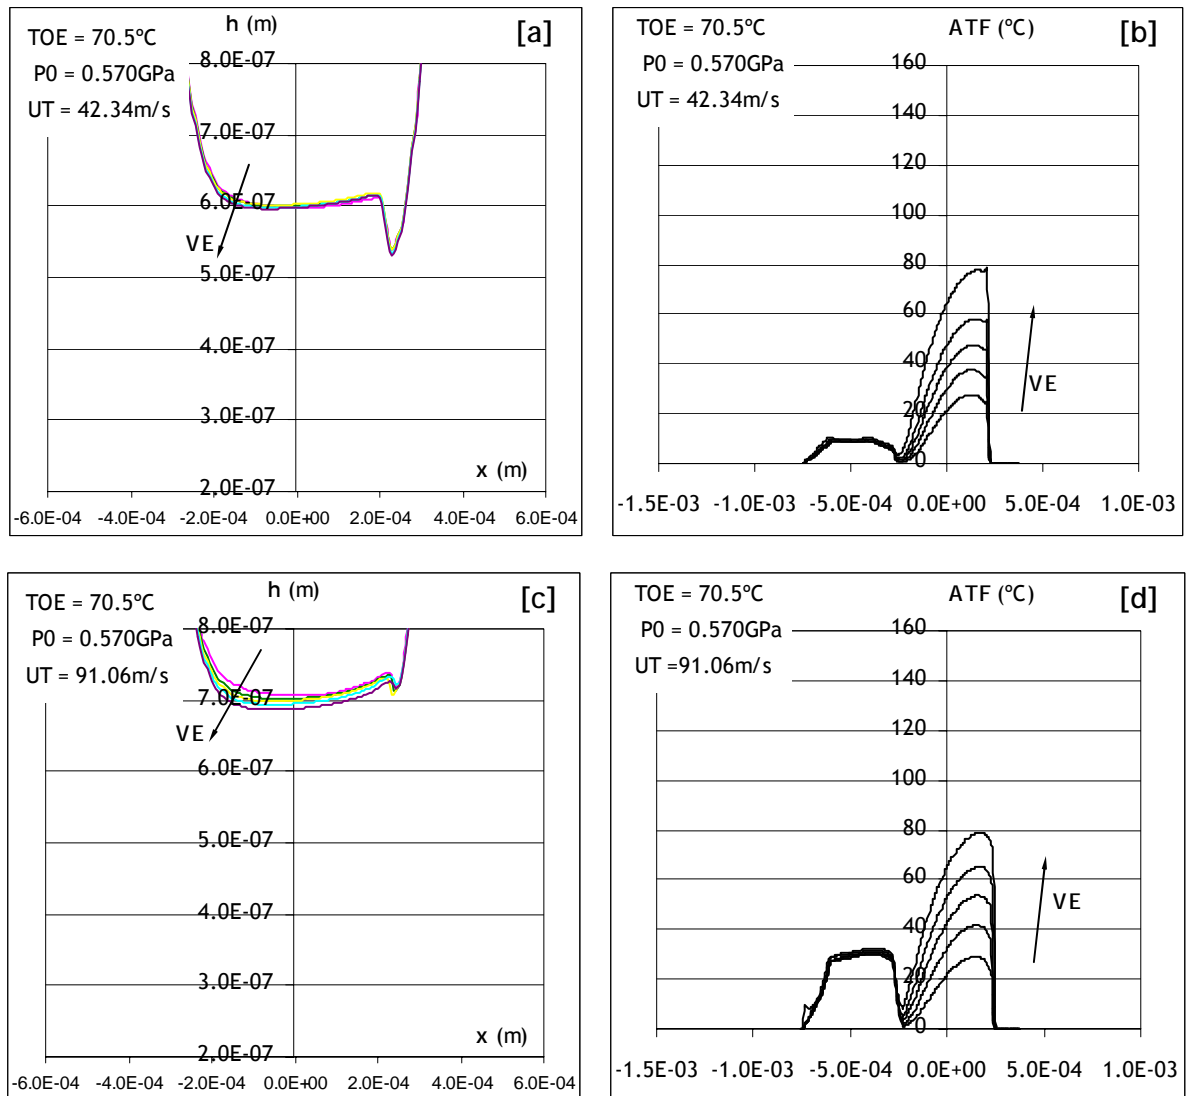 TOE = 70.5ºC
P0 = 0.570GPa
UT = 42.34m/s
h (m)
[a]
8.0E-07
7.0E-07
6.0E-07
VE
5.0E-07
4.0E-07
3.0E-07
x (m)
2.0E-07
-6.0E-04 -4.0E-04 -2.0E-04 0.0E+00 2.0E-04 4.0E-04 6.0E-04
TOE = 70.5ºC
P0 = 0.570GPa
UT = 42.34m/s
ATF (ºC)
[b]
160
140
120
100
80
60
40
VE
20
0
-1.5E-03 -1.0E-03 -5.0E-04 0.0E+00 5.0E-04 1.0E-03
TOE = 70.5ºC
P0 = 0.570GPa
UT = 91.06m/s
h (m)
[c]
8.0E-07
7.0E-07
VE
6.0E-07
5.0E-07
4.0E-07
3.0E-07
x (m)
2.0E-07
-6.0E-04 -4.0E-04 -2.0E-04 0.0E+00 2.0E-04 4.0E-04 6.0E-04
TOE = 70.5ºC
P0 = 0.570GPa
UT =91.06m/s
ATF (ºC)
[d]
160
140
120
100
80
60
VE
40
20
0
-1.5E-03 -1.0E-03 -5.0E-04 0.0E+00 5.0E-04 1.0E-03